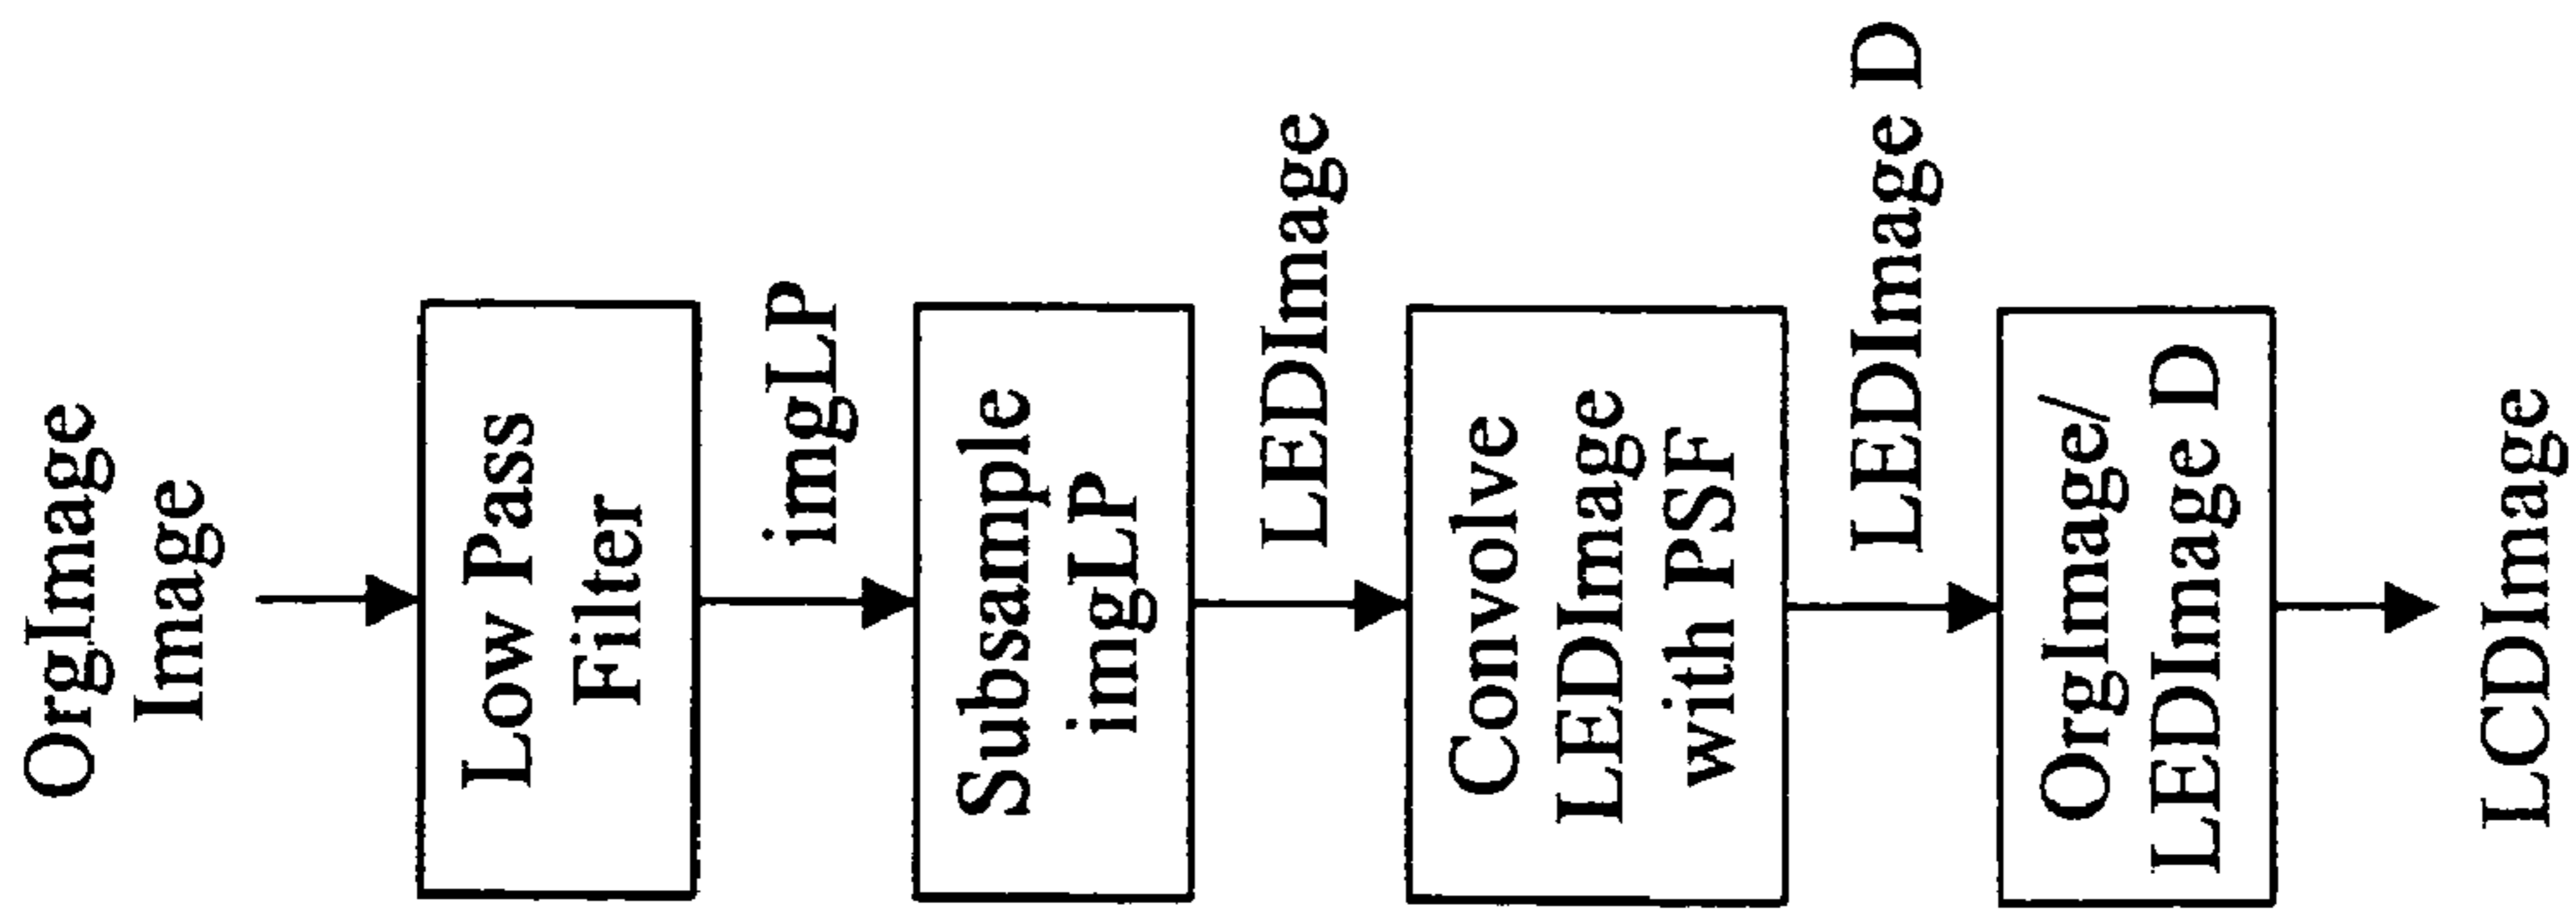 OrgImage
Image
Low Pass
Filter
imgLP
Subsample
imgLP
LEDImage
Convolve
LEDImage
with PSF
LEDImage D
OrgImage/
LEDImage D
LCDImage